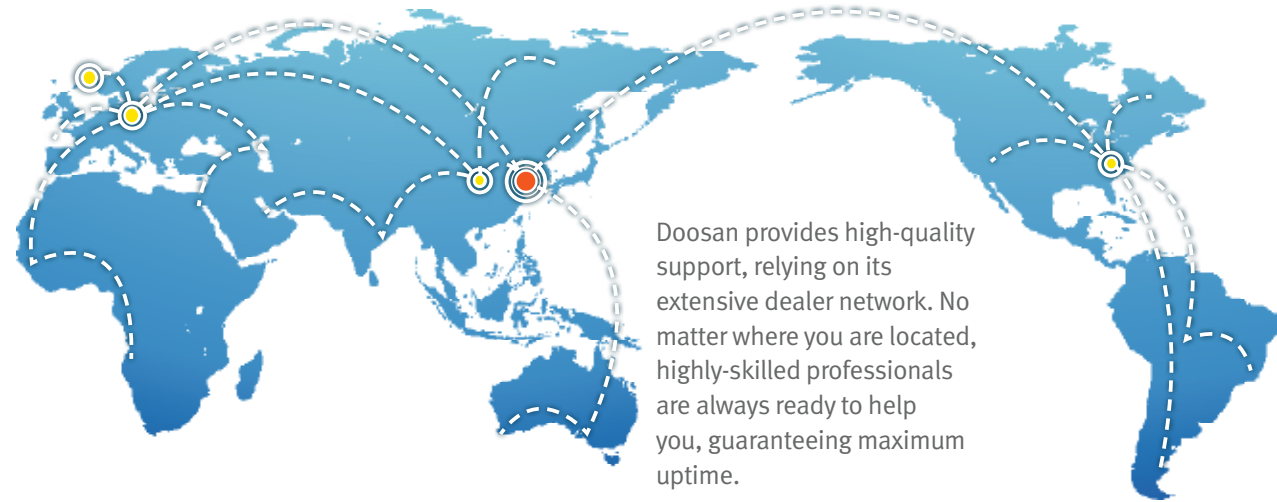 Doosan provides high-quality
support, relying on its
extensive dealer network. No
matter where you are located,
highly-skilled professionals
are always ready to help
you, guaranteeing maximum
uptime.